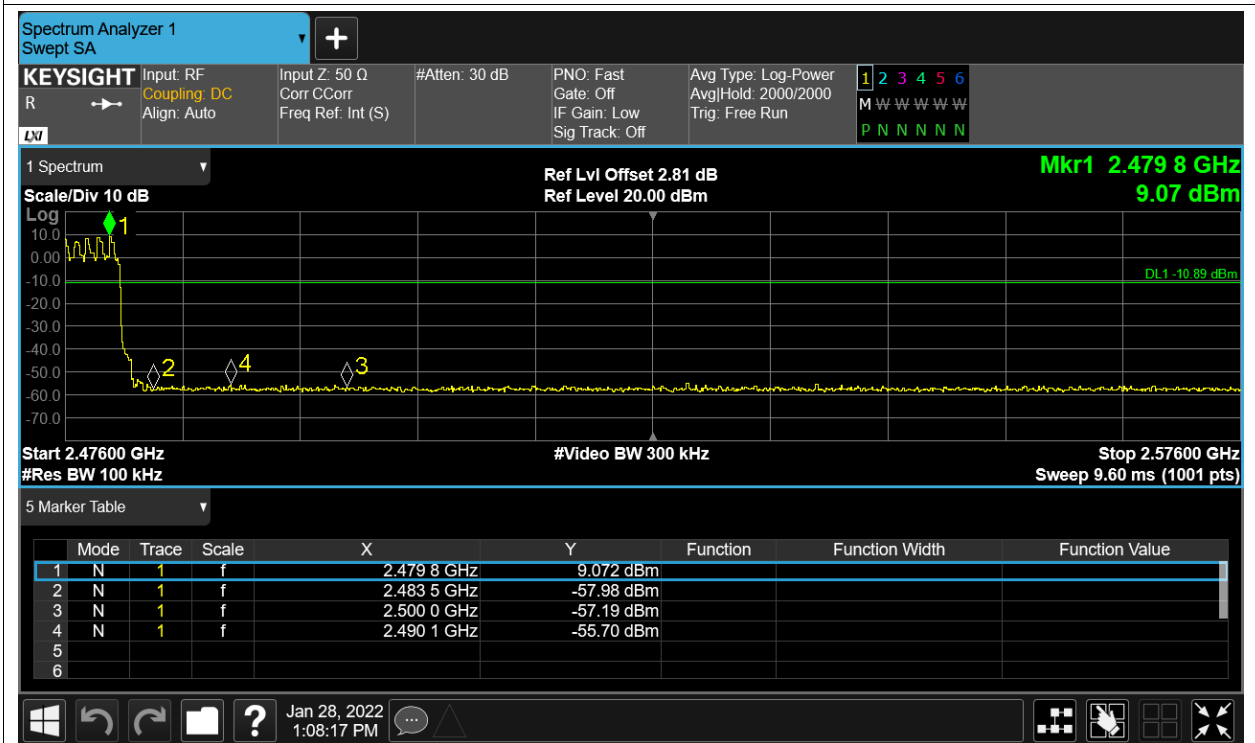 Spectrum Analyzer 1
Swept SA
+
KEYSIGHT Input: RF Input Z: 50 Ω #Atten: 30 dB PNO: Fast Avg Type: Log-Power 1 2 3 4 5 6
R Coupling: DC Corr CCorr Gate: Off Avg|Hold: 2000/2000 M W W W W W
Align: Auto Freq Ref: Int (S) IF Gain: Low Trig: Free Run
LXI Sig Track: Off P N N N N N
1 Spectrum Ref Lvl Offset 2.81 dB Mkr1 2.479 8 GHz
Scale/Div 10 dB Ref Level 20.00 dBm 9.07 dBm
Log
1
10.0
0.00
DL1 -10.89 dBm
-10.0
-20.0
-30.0
-40.0
2 4 3
-50.0
-60.0
-70.0
Start 2.47600 GHz #Video BW 300 kHz Stop 2.57600 GHz
#Res BW 100 kHz Sweep 9.60 ms (1001 pts)
5 Marker Table
Mode Trace Scale X Y Function Function Width Function Value
1 N 1 f 2.479 8 GHz 9.072 dBm
2 N 1 f 2.483 5 GHz -57.98 dBm
3 N 1 f 2.500 0 GHz -57.19 dBm
4 N 1 f 2.490 1 GHz -55.70 dBm
5
6
? Jan 28, 2022
1:08:17 PM